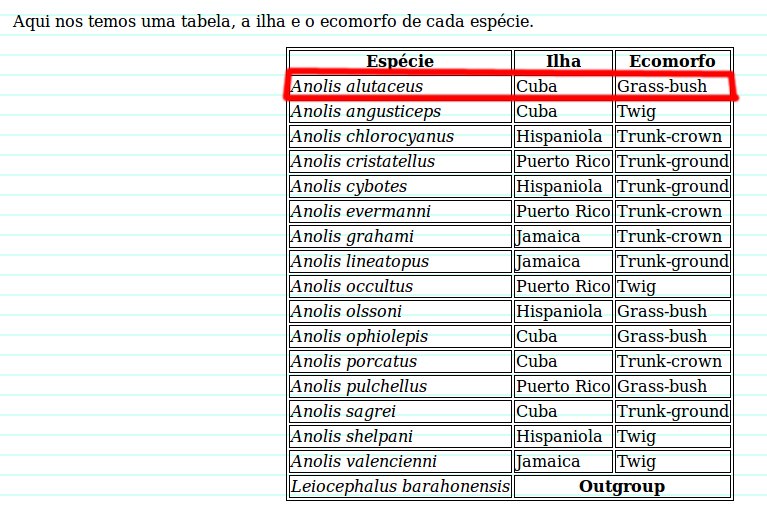 Aqui nos temos uma tabela, a ilha e o ecomorfo de cada espécie.
Espécie Ilha Ecomorfo
Anolis alutaceus Cuba Grass-bush
Anolis angusticeps Cuba Twig
Anolis chlorocyanus Hispaniola Trunk-crown
Anolis cristatellus Puerto Rico Trunk-ground
Anolis cybotes Hispaniola Trunk-ground
Anolis evermanni Puerto Rico Trunk-crown
Anolis grahami Jamaica Trunk-crown
Anolis lineatopus Jamaica Trunk-ground
Anolis occultus Puerto Rico Twig
Anolis olssoni Hispaniola Grass-bush
Anolis ophiolepis Cuba Grass-bush
Anolis porcatus Cuba Trunk-crown
Anolis pulchellus Puerto Rico Grass-bush
Anolis sagrei Cuba Trunk-ground
Anolis shelpani Hispaniola Twig
Anolis valencienni Jamaica Twig
Leiocephalus barahonensis Outgroup